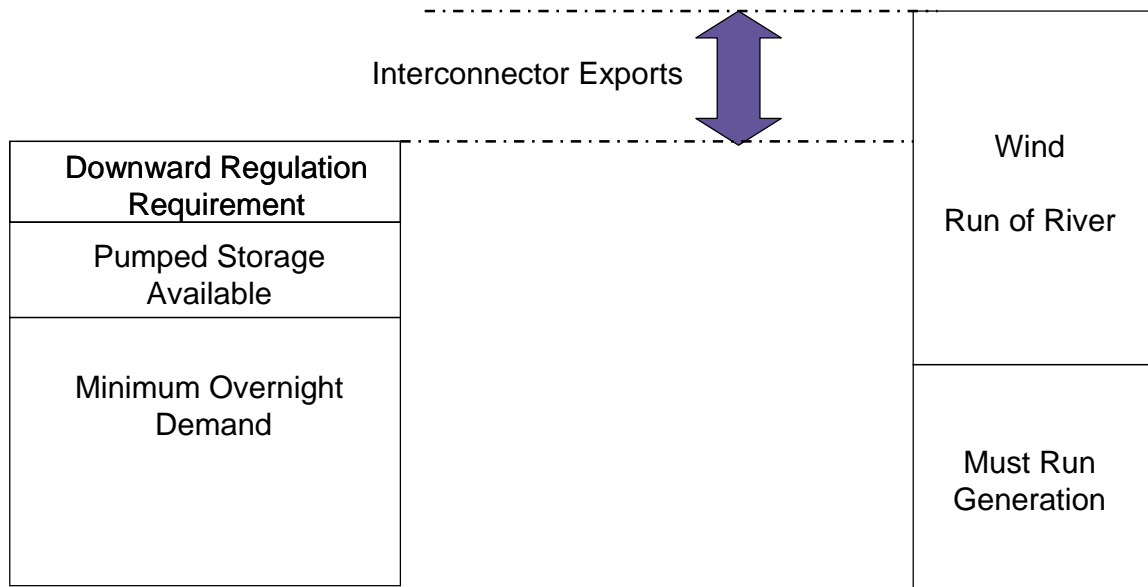 Interconnector Exports
Downward Regulation
Requirement
Pumped Storage
Available
Minimum Overnight
Demand
Wind
Run of River
Must Run
Generation